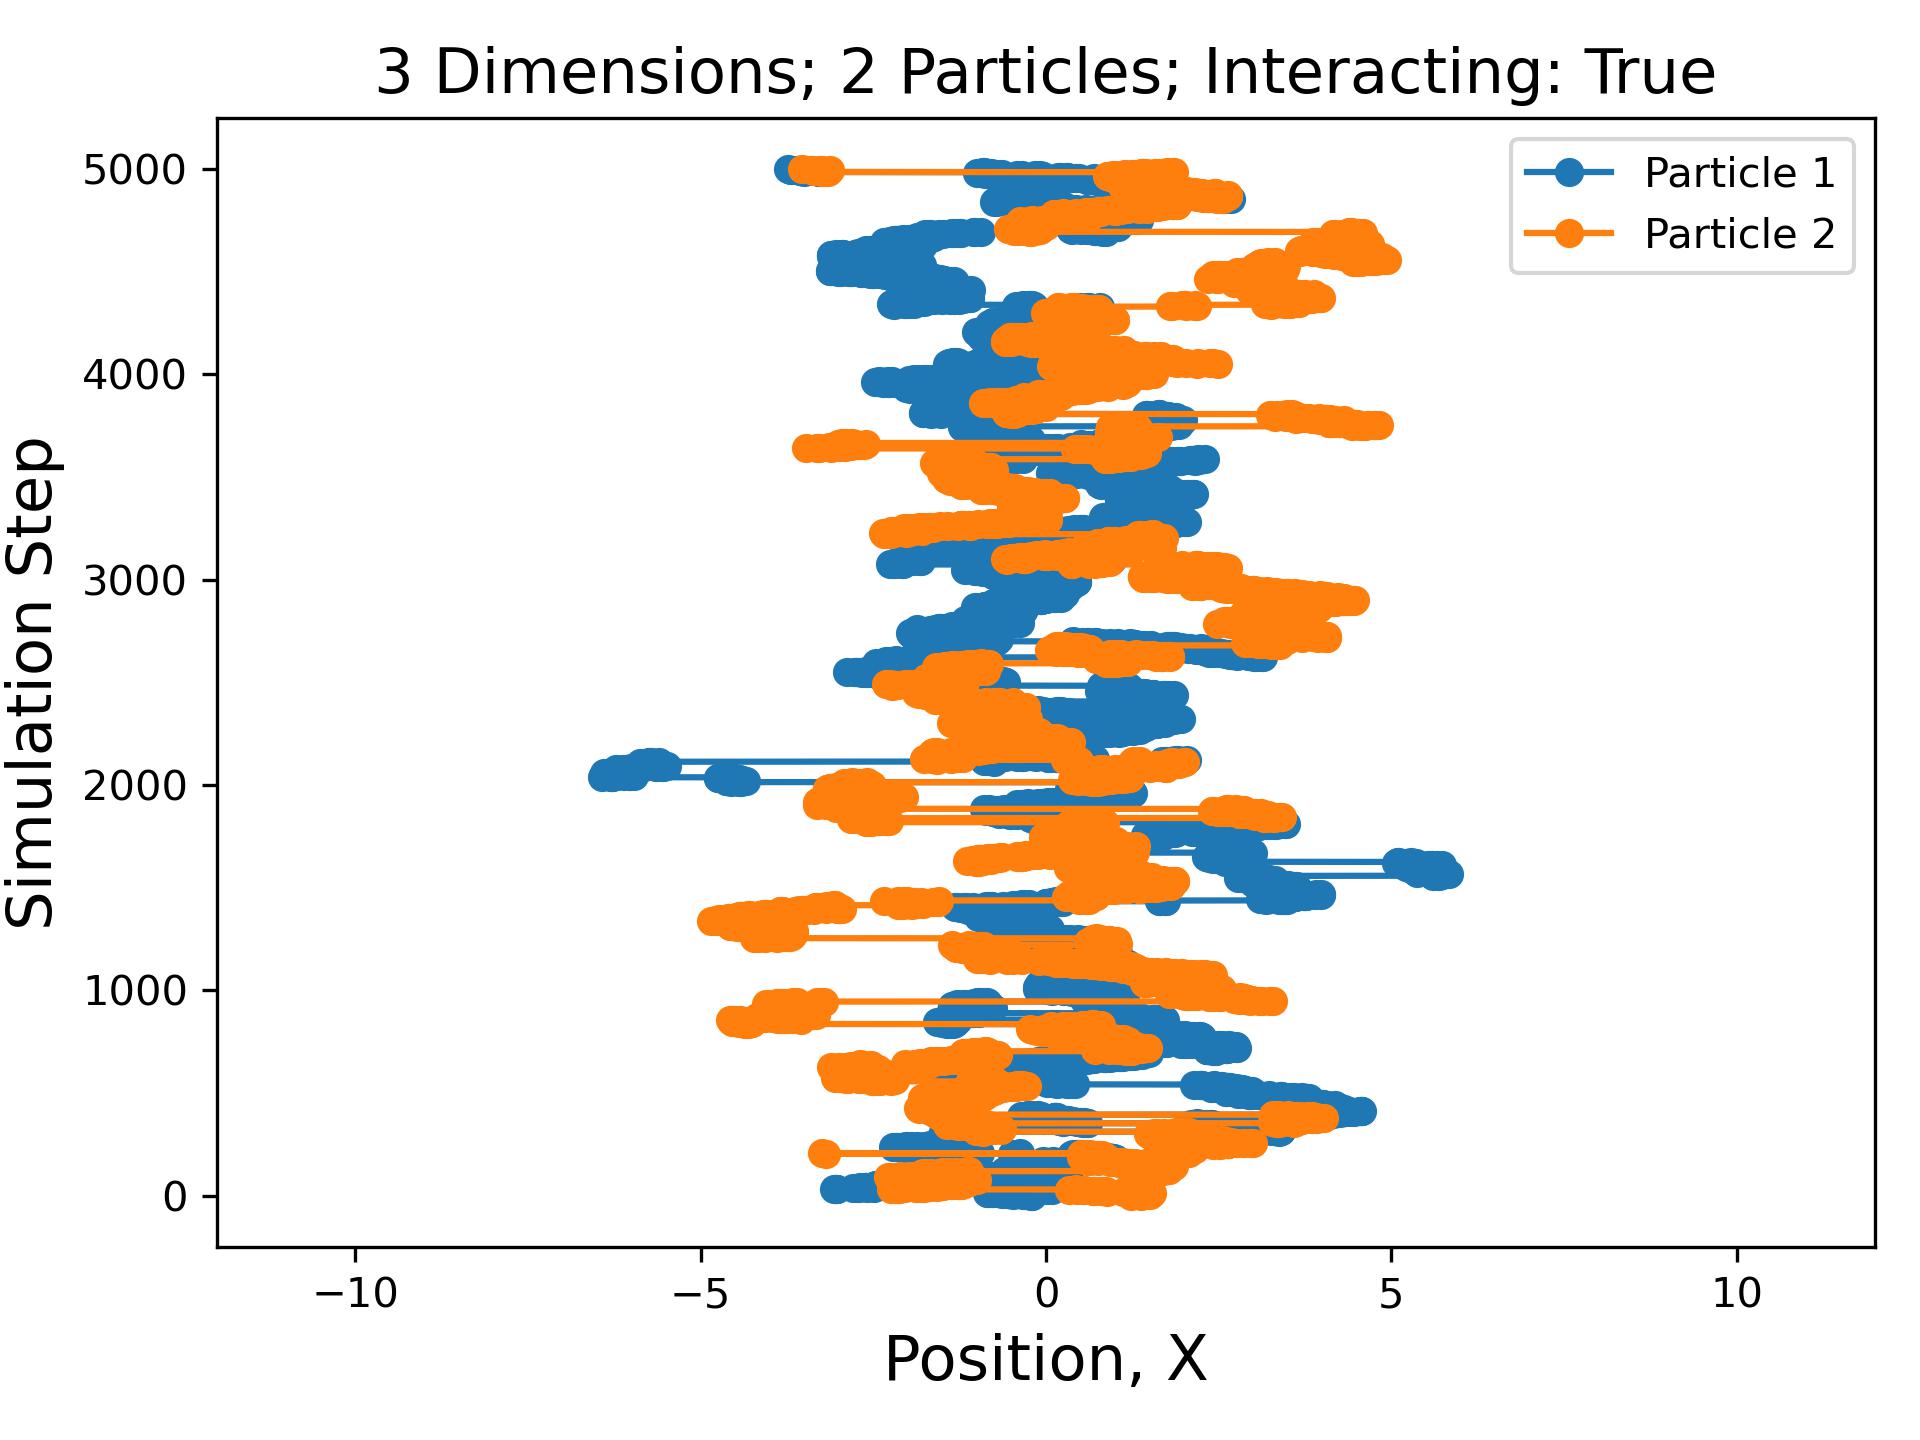 3 Dimensions; 2 Particles; Interacting: True
Particle 1
Particle 2
Simulation Step
5000
4000
3000
2000
1000
0
−10
−5
0
5
10
Position, X